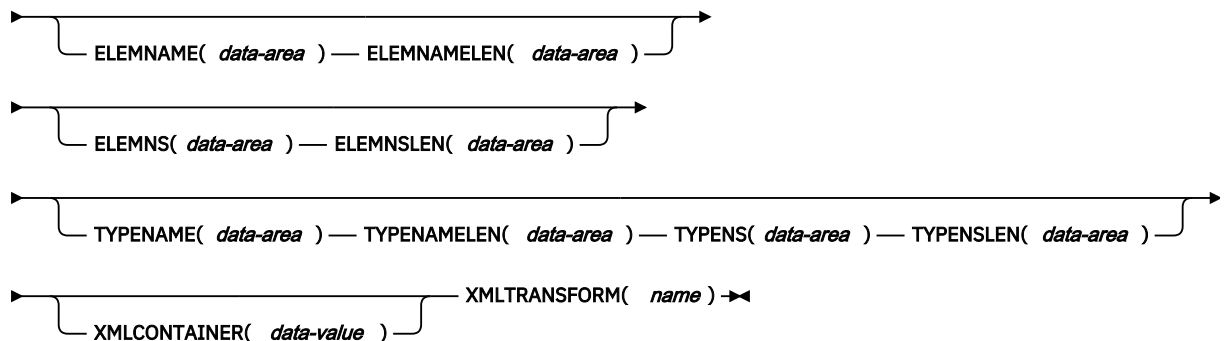 ELEMNAME( data-area ) ELEMNAMELEN( data-area )
ELEMNS( data-area ) ELEMNSLEN( data-area )
TYPENAME( data-area ) TYPENAMELEN( data-area ) TYPENS( data-area ) TYPENSLEN( data-area )
XMLTRANSFORM( name )
XMLCONTAINER( data-value )